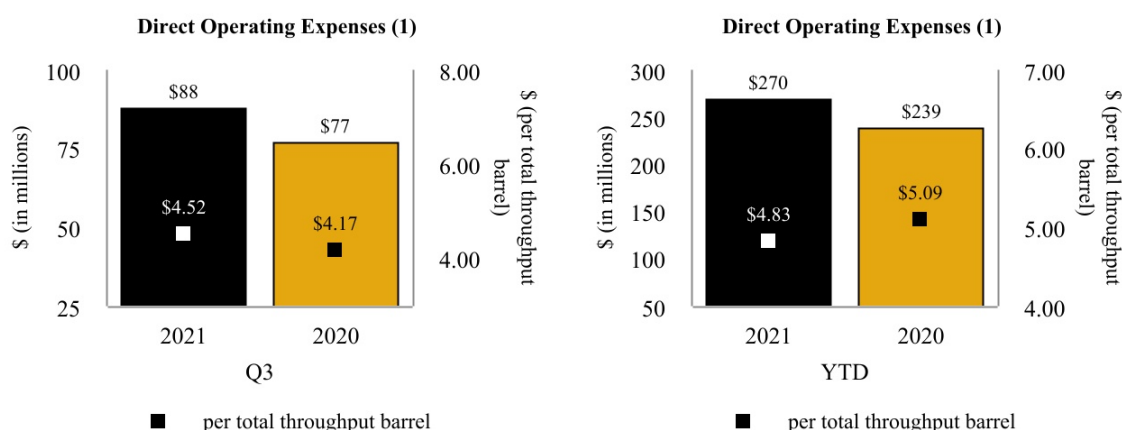 Direct Operating Expenses (1)
$ (in millions)
100
75
50
25
$88
$77
$4.52
$4.17
8.00
6.00
4.00
$ (per total throughput
barrel)
2021
2020
Q3
per total throughput barrel
Direct Operating Expenses (1)
$ (in millions)
300
250
200
150
100
50
$270
$239
$4.83
$5.09
7.00
6.00
5.00
4.00
$ (per total throughput
barrel)
2021
2020
YTD
per total throughput barrel